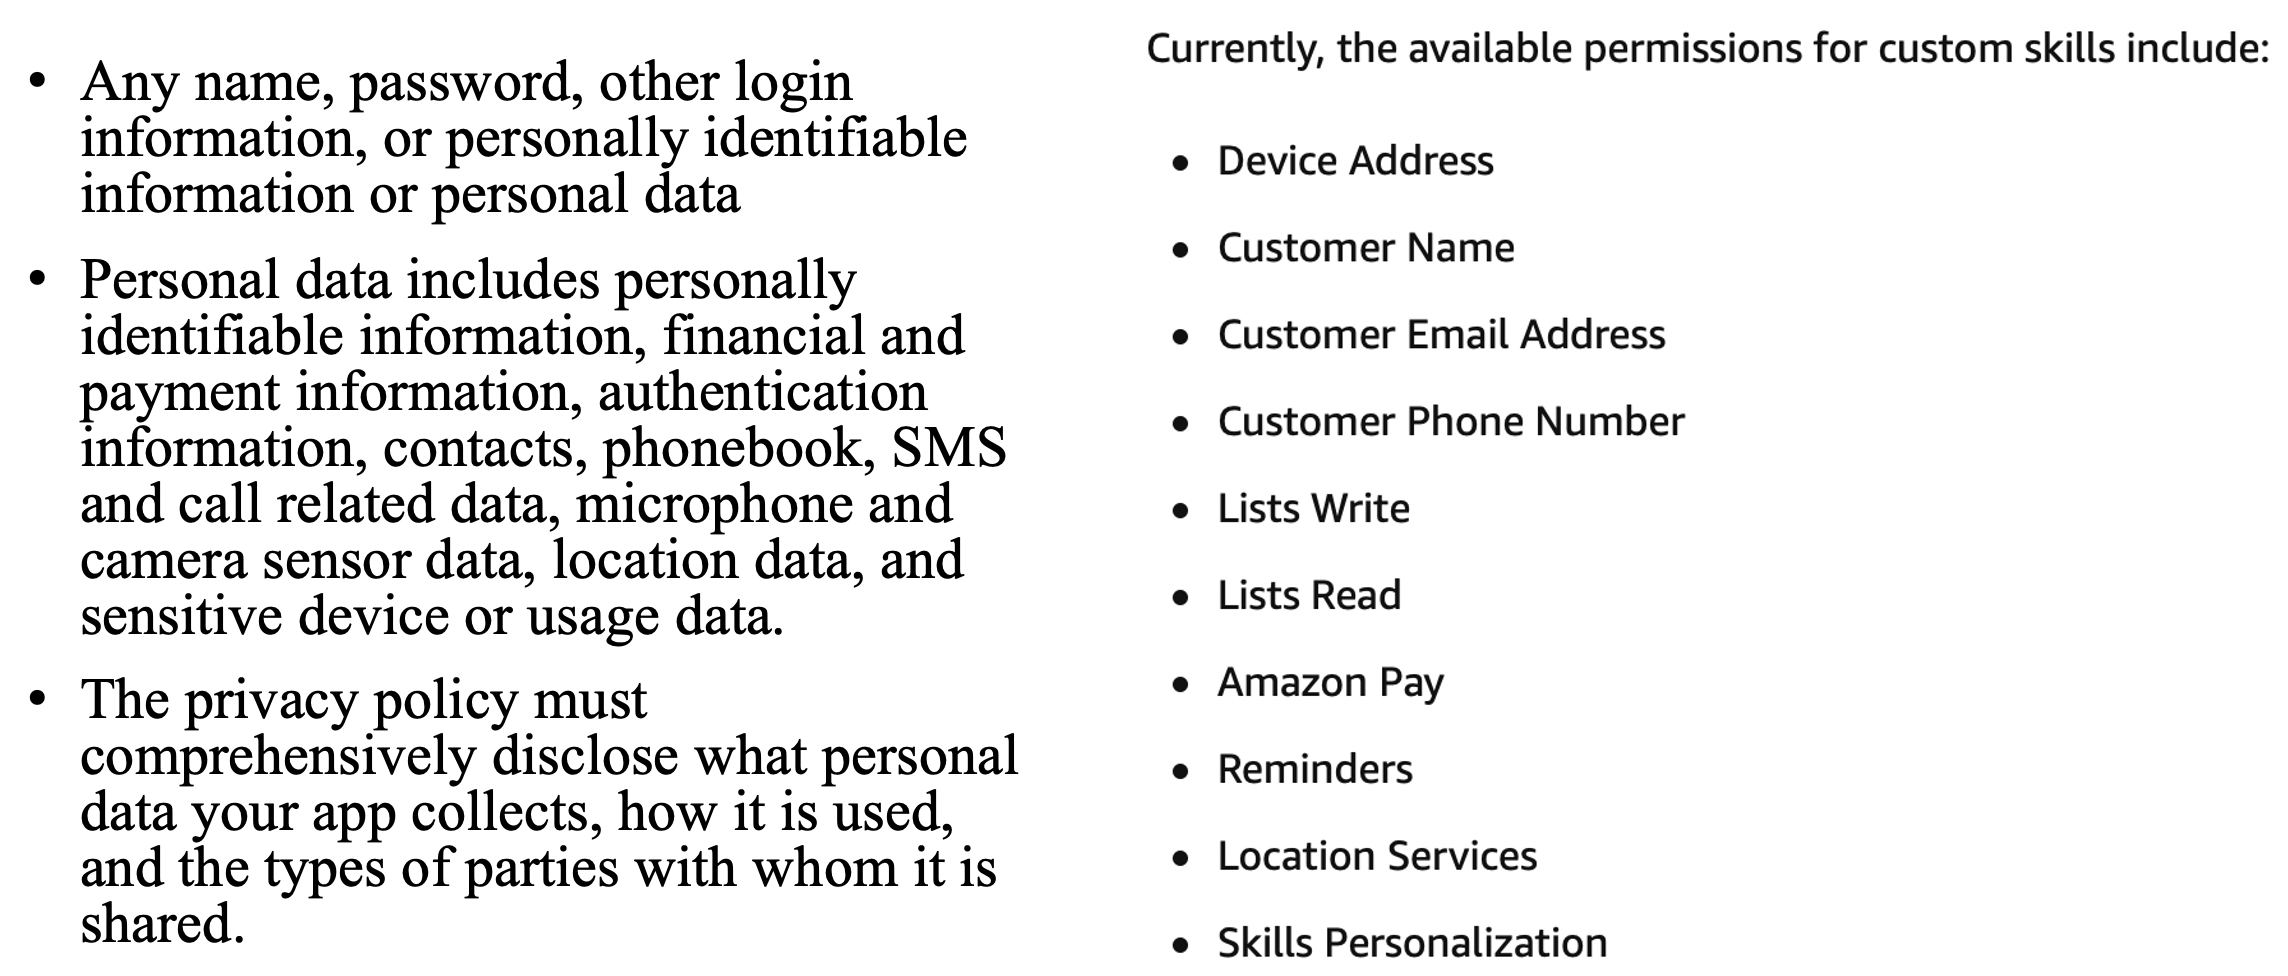 • Any name, password, other login
information, or personally identifiable
information or personal data
• Personal data includes personally
identifiable information, financial and
payment information, authentication
information, contacts, phonebook, SMS
and call related data, microphone and
camera sensor data, location data, and
sensitive device or usage data.
• The privacy policy must
comprehensively disclose what personal
data your app collects, how it is used,
and the types of parties with whom it is
shared.
Currently, the available permissions for custom skills include:
• Device Address
• Customer Name
• Customer Email Address
• Customer Phone Number
• Lists Write
• Lists Read
• Amazon Pay
• Reminders
• Location Services
• Skills Personalization